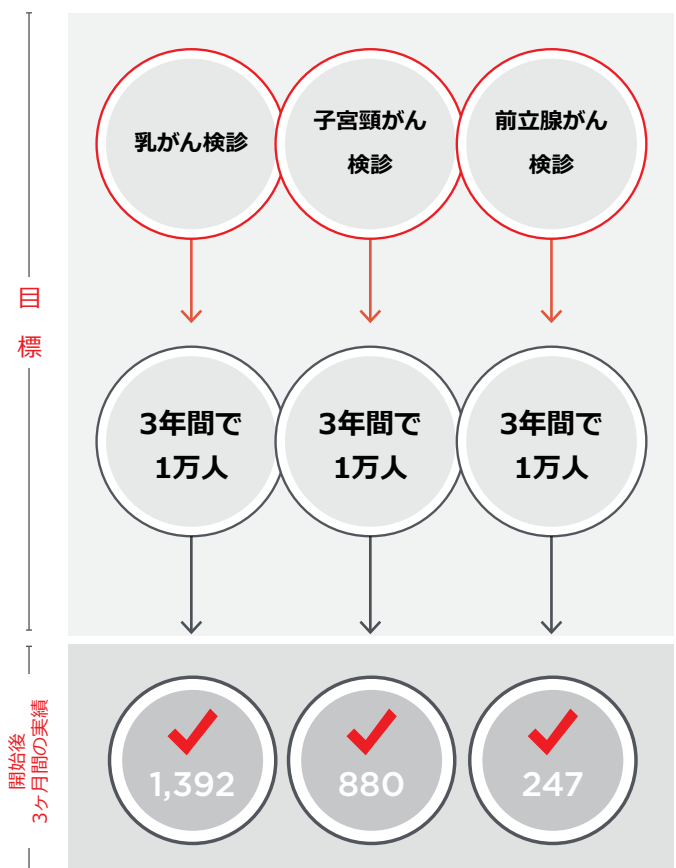 目標
乳がん検診
子宮頸がん
検診
前立腺がん
検診
3年間で
1万人
3年間で
1万人
3年間で
1万人
開始後
3ヶ月間の実績
1,392
880
247